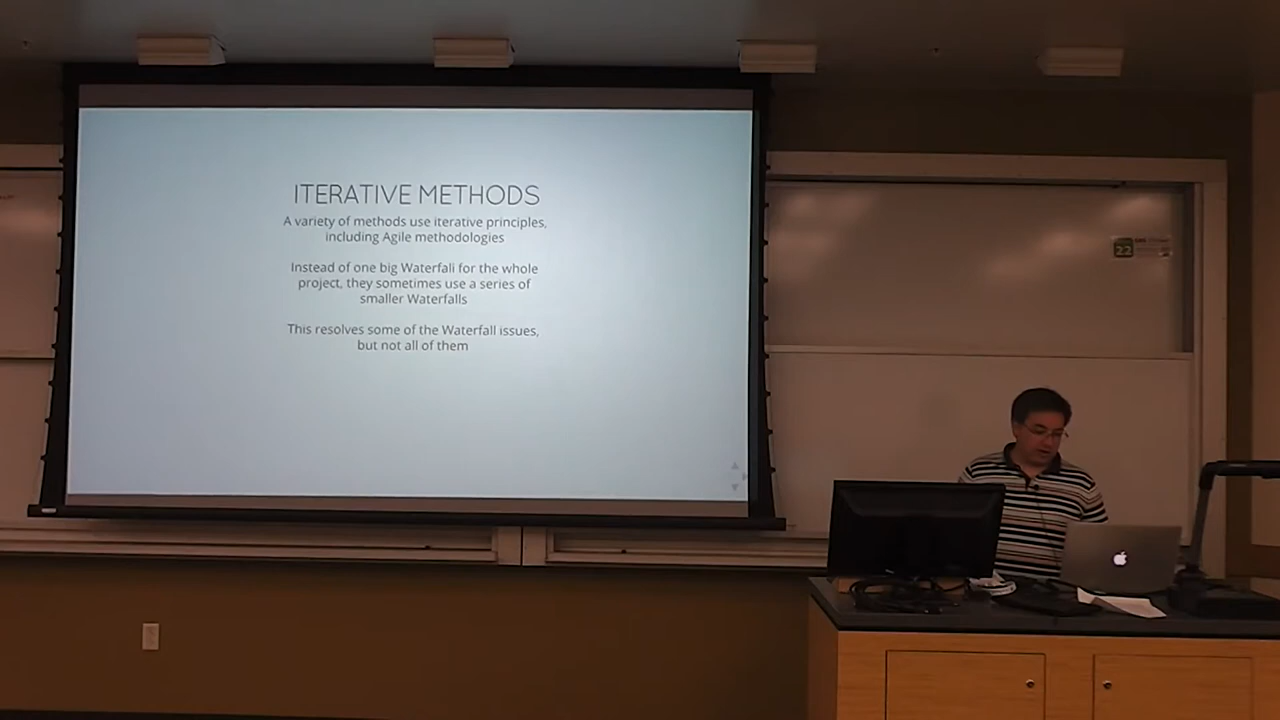 ITERATIVE METHODS
A variety of methods use iterative principles,
including Agile methodologies
Instead of one big Waterfall for the whole
project, they sometimes use a series of
smaller Waterfalls
This resolves some of the Waterfall issues,
but not all of them
22